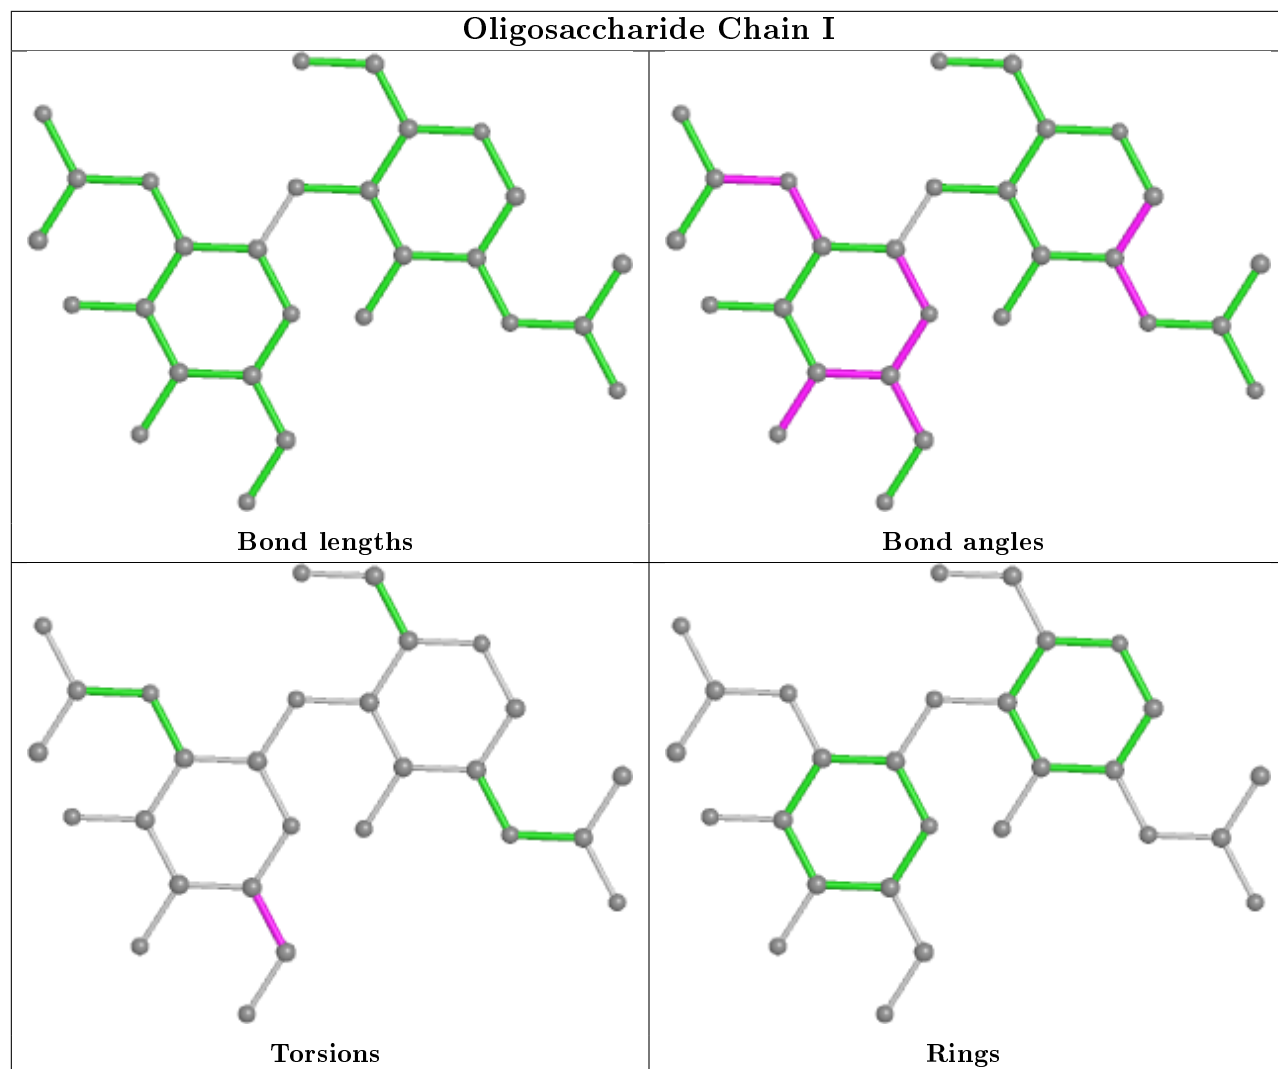 Oligosaccharide Chain I
Bond lengths
Bond angles
Torsions
Rings